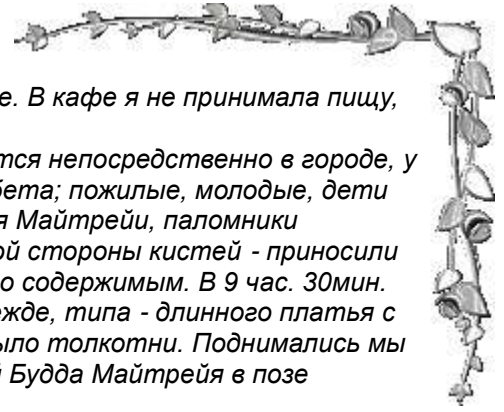 е. В кафе я не принимала пищу,
тся непосредственно в городе, у
бета; пожилые, молодые, дети
я Майтрейи, паломники
ой стороны кистей - приносили
о содержимым. В 9 час. 30мин.
ежде, типа - длинного платья с
ыло толкотни. Поднимались мы
й Будда Майтрейя в позе